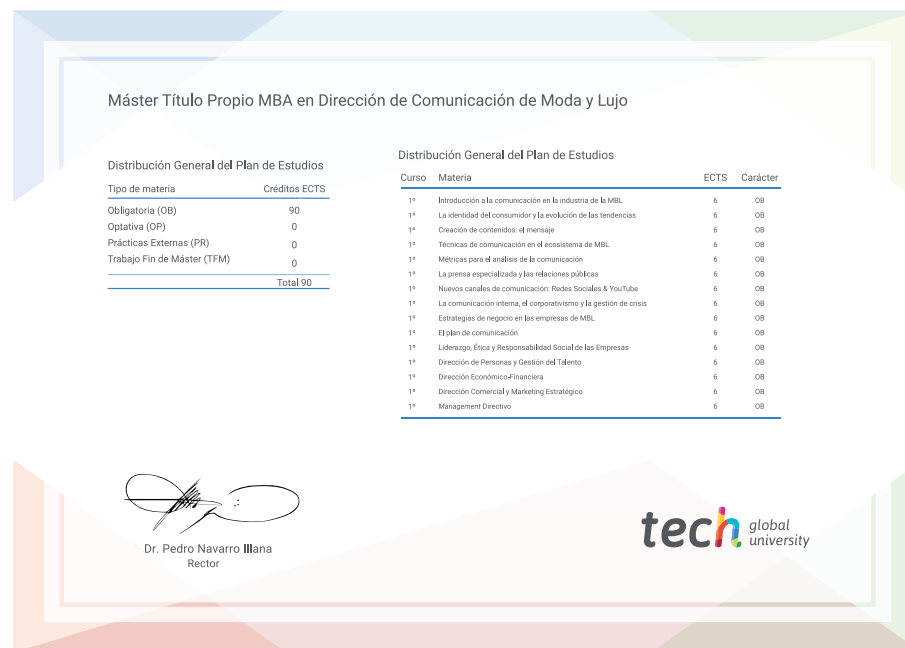 Máster Título Propio MBA en Dirección de Comunicación de Moda y Lujo
Distribución General del Plan de Estudios
Tipo de materia Créditos ECTS
Obligatoria (OB) 90
Optativa (OP) 0
Prácticas Externas (PR) 0
Trabajo Fin de Máster (TFM) 0
Total 90
Distribución General del Plan de Estudios
Curso Materia ECTS Carácter
1º Introducción a la comunicación en la industria de la MBL 6 OB
1º La identidad del consumidor y la evolución de las tendencias 6 OB
1º Creación de contenidos: el mensaje 6 OB
1º Técnicas de comunicación en el ecosistema de MBL 6 OB
1º Métricas para el análisis de la comunicación 6 OB
1º La prensa especializada y las relaciones públicas 6 OB
1º Nuevos canales de comunicación: Redes Sociales & YouTube 6 OB
1º La comunicación interna, el corporativismo y la gestión de crisis 6 OB
1º Estrategias de negocio en las empresas de MBL 6 OB
1º El plan de comunicación 6 OB
1º Liderazgo, Ética y Responsabilidad Social de las Empresas 6 OB
1º Dirección de Personas y Gestión del Talento 6 OB
1º Dirección Económico-Financiera 6 OB
1º Dirección Comercial y Marketing Estratégico 6 OB
1º Management Directivo 6 OB
Dr. Pedro Navarro Illana
Rector
tech global
university